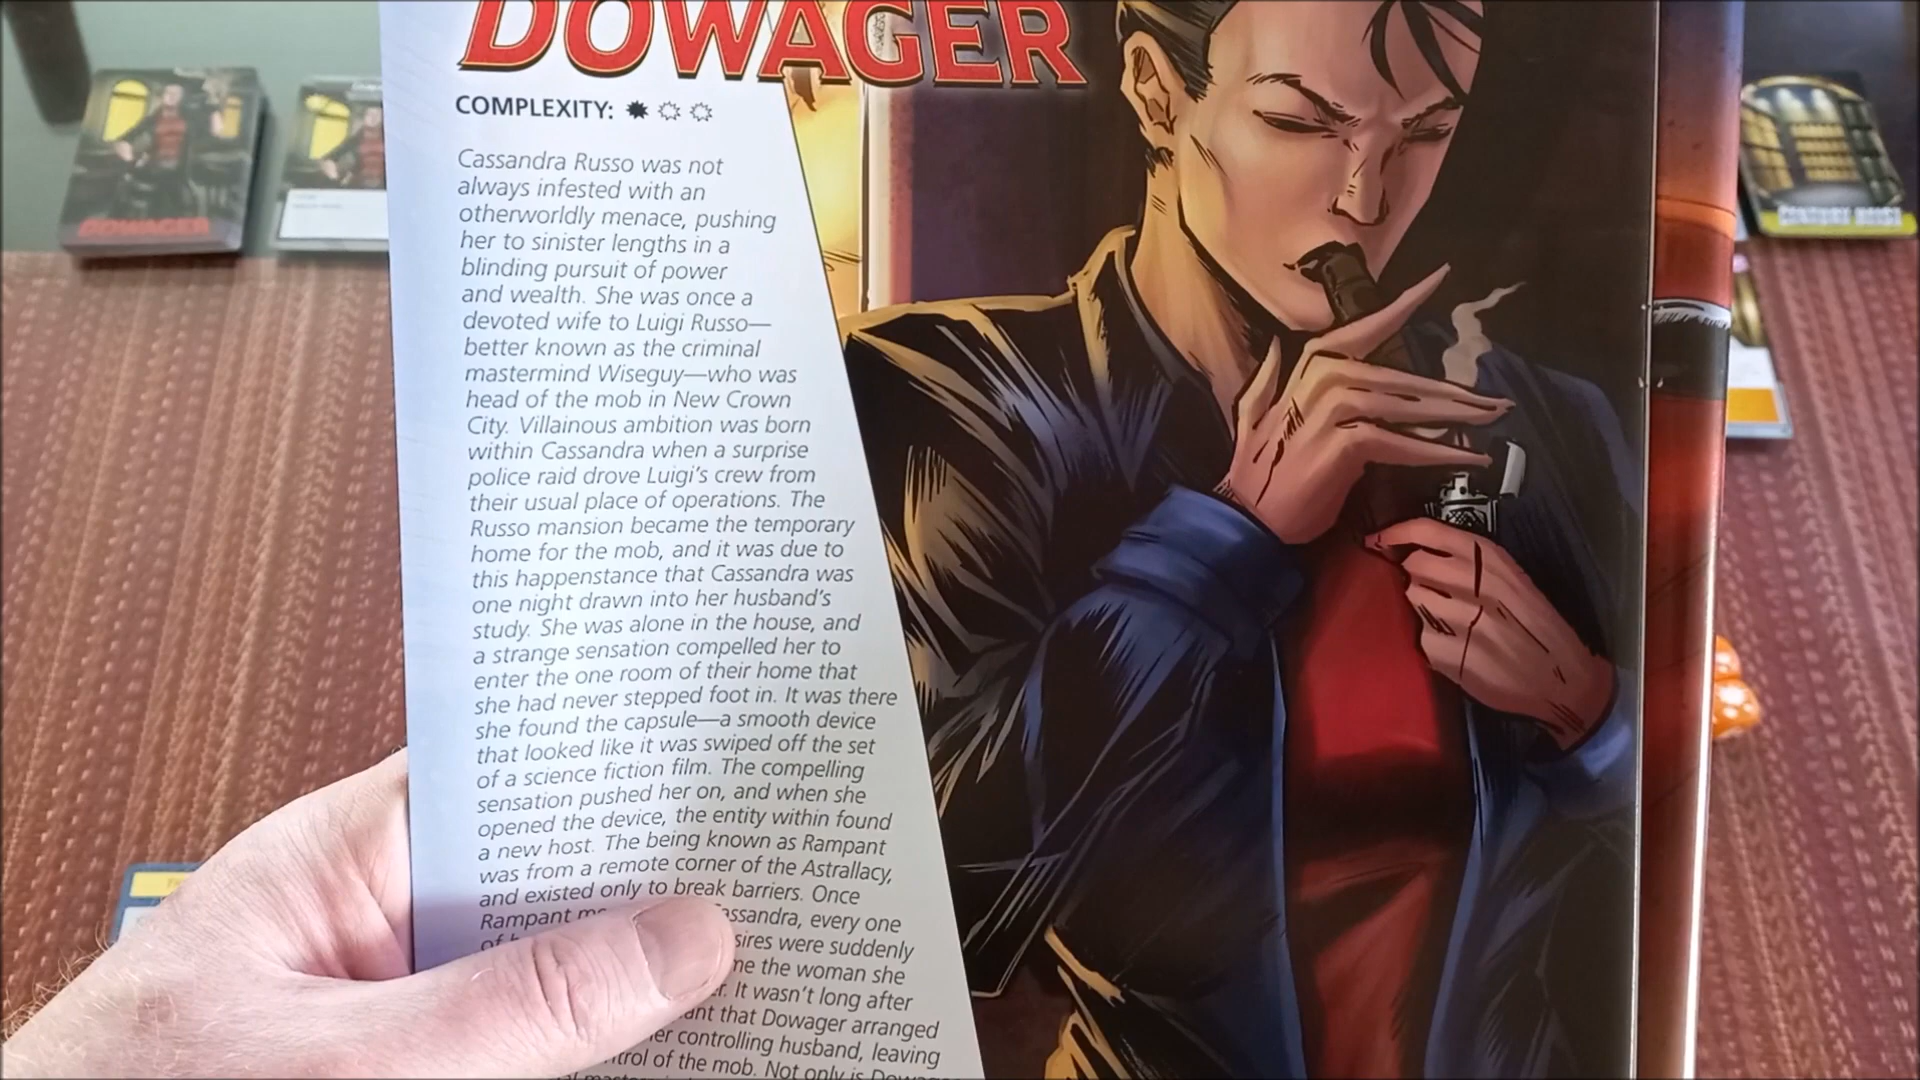 DOWAGER
COMPLEXITY:
Cassandra Russo was not
always infested with an
otherworldly menace, pushing
her to sinister lengths in a
blinding pursuit of power
and wealth. She was once a
devoted wife to Luigi Russo—
better known as the criminal
mastermind Wiseguy—who was
head of the mob in New Crown
City. Villainous ambition was born
within Cassandra when a surprise
police raid drove Luigi's crew from
their usual place of operations. The
Russo mansion became the temporary
home for the mob, and it was due to
this happenstance that Cassandra was
one night drawn into her husband's
study. She was alone in the house, and
a strange sensation compelled her to
enter the one room of their home that
she had never stepped foot in. It was there
she found the capsule—a smooth device
that looked like it was swiped off the set
of a science fiction film. The compelling
sensation pushed her on, and when she
opened the device, the entity within found
a new host. The being known as Rampant
was from a remote corner of the Astrallacy,
and existed only to break barriers. Once
Rampant assandra, every one
of sires were suddenly
me the woman she
It wasn't long after
ant that Dowager arranged
er controlling husband, leaving
trol of the mob. Not only is
DOWAGER